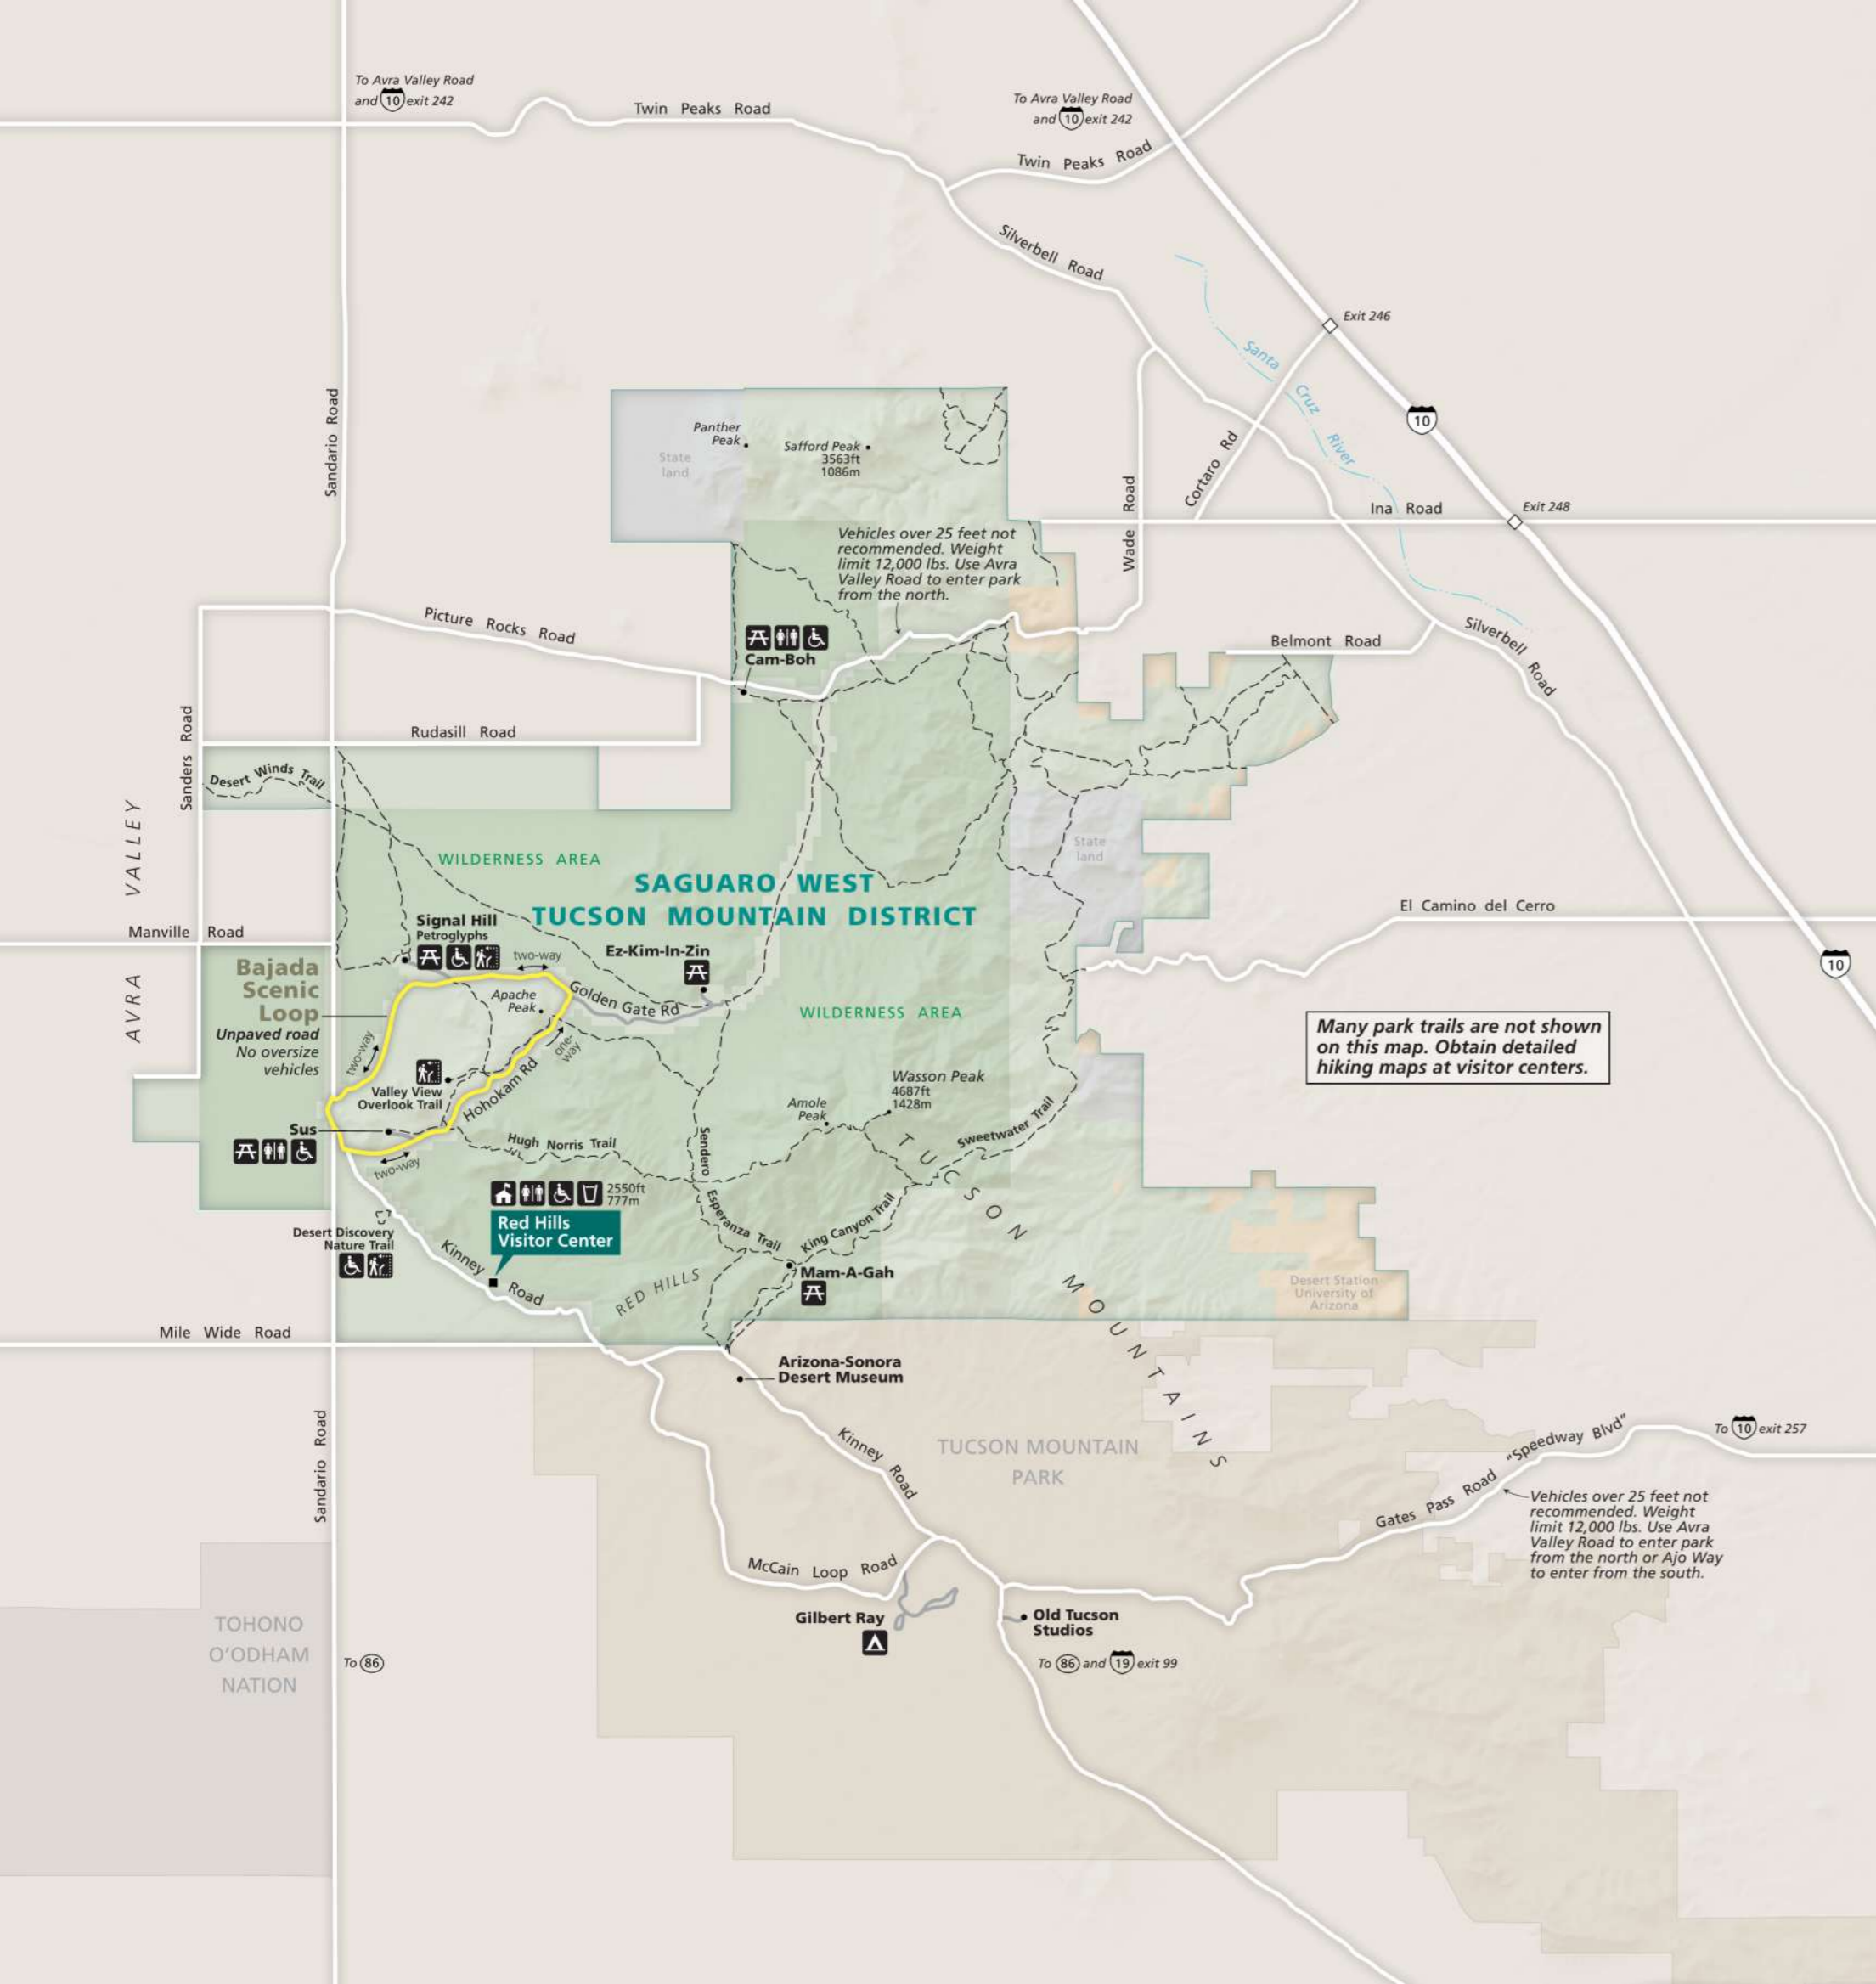 To Avra Valley Road
and 10 exit 242
Twin Peaks Road
To Avra Valley Road
and 10 exit 242
Twin Peaks Road
Silverbell Road
Exit 246
Santa Cruz River
10
Sandario Road
Panther
Peak
Safford Peak
3563ft
1086m
State
land
Cortaro Rd
Wade Road
Ina Road
Exit 248
Vehicles over 25 feet not
recommended. Weight
limit 12,000 lbs. Use Avra
Valley Road to enter park
from the north.
Picture Rocks Road
Cam-Boh
Belmont Road
Silverbell Road
Sanders Road
Rudasill Road
Desert Winds Trail
AVRA VALLEY
WILDERNESS AREA
State
land
SAGUARO WEST
TUCSON MOUNTAIN DISTRICT
El Camino del Cerro
Manville Road
Signal Hill
Petroglyphs
two-way
Ez-Kim-In-Zin
10
Bajada
Scenic
Loop
Unpaved road
No oversize
vehicles
Apache
Peak
Golden Gate Rd
WILDERNESS AREA
Many park trails are not shown
on this map. Obtain detailed
hiking maps at visitor centers.
two-way
one-
way
Valley View
Overlook Trail
Hohokam Rd
Wasson Peak
4687ft
1428m
Amole
Peak
Sus
two-way
Hugh Norris Trail
Sendero Esperanza Trail
Sweetwater Trail
TUCSON MOUNTAINS
2550ft
777m
Red Hills
Visitor Center
King Canyon Trail
Desert Discovery
Nature Trail
Kinney Road
RED HILLS
Mam-A-Gah
Desert Station
University of
Arizona
Mile Wide Road
Arizona-Sonora
Desert Museum
Sandario Road
Kinney Road
TUCSON MOUNTAIN
PARK
Gates Pass Road "Speedway Blvd"
To 10 exit 257
Vehicles over 25 feet not
recommended. Weight
limit 12,000 lbs. Use Avra
Valley Road to enter park
from the north or Ajo Way
to enter from the south.
McCain Loop Road
Gilbert Ray
Old Tucson
Studios
TOHONO
O'ODHAM
NATION
To 86
To 86 and 19 exit 99